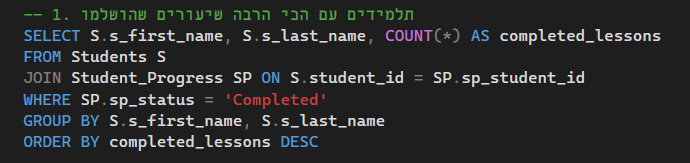 -- 1. תלמידים עם הכי הרבה שיעורים שהושלמו
SELECT S.s_first_name, S.s_last_name, COUNT(*) AS completed_lessons
FROM Students S
JOIN Student_Progress SP ON S.student_id = SP.sp_student_id
WHERE SP.sp_status = 'Completed'
GROUP BY S.s_first_name, S.s_last_name
ORDER BY completed_lessons DESC